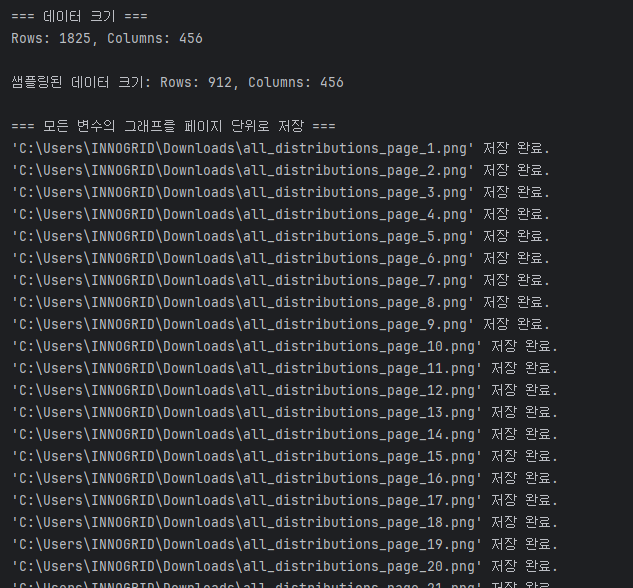 === 데이터 크기 ===
Rows: 1825, Columns: 456
샘플링된 데이터 크기: Rows: 912, Columns: 456
=== 모든 변수의 그래프를 페이지 단위로 저장 ===
'C:\Users\INNOGRID\Downloads\all_distributions_page_1.png' 저장 완료.
'C:\Users\INNOGRID\Downloads\all_distributions_page_2.png' 저장 완료.
'C:\Users\INNOGRID\Downloads\all_distributions_page_3.png' 저장 완료.
'C:\Users\INNOGRID\Downloads\all_distributions_page_4.png' 저장 완료.
'C:\Users\INNOGRID\Downloads\all_distributions_page_5.png' 저장 완료.
'C:\Users\INNOGRID\Downloads\all_distributions_page_6.png' 저장 완료.
'C:\Users\INNOGRID\Downloads\all_distributions_page_7.png' 저장 완료.
'C:\Users\INNOGRID\Downloads\all_distributions_page_8.png' 저장 완료.
'C:\Users\INNOGRID\Downloads\all_distributions_page_9.png' 저장 완료.
'C:\Users\INNOGRID\Downloads\all_distributions_page_10.png' 저장 완료.
'C:\Users\INNOGRID\Downloads\all_distributions_page_11.png' 저장 완료.
'C:\Users\INNOGRID\Downloads\all_distributions_page_12.png' 저장 완료.
'C:\Users\INNOGRID\Downloads\all_distributions_page_13.png' 저장 완료.
'C:\Users\INNOGRID\Downloads\all_distributions_page_14.png' 저장 완료.
'C:\Users\INNOGRID\Downloads\all_distributions_page_15.png' 저장 완료.
'C:\Users\INNOGRID\Downloads\all_distributions_page_16.png' 저장 완료.
'C:\Users\INNOGRID\Downloads\all_distributions_page_17.png' 저장 완료.
'C:\Users\INNOGRID\Downloads\all_distributions_page_18.png' 저장 완료.
'C:\Users\INNOGRID\Downloads\all_distributions_page_19.png' 저장 완료.
'C:\Users\INNOGRID\Downloads\all_distributions_page_20.png' 저장 완료.
'C:\Users\INNOGRID\Downloads\all_distributions_page_21.png' 저장 완료.